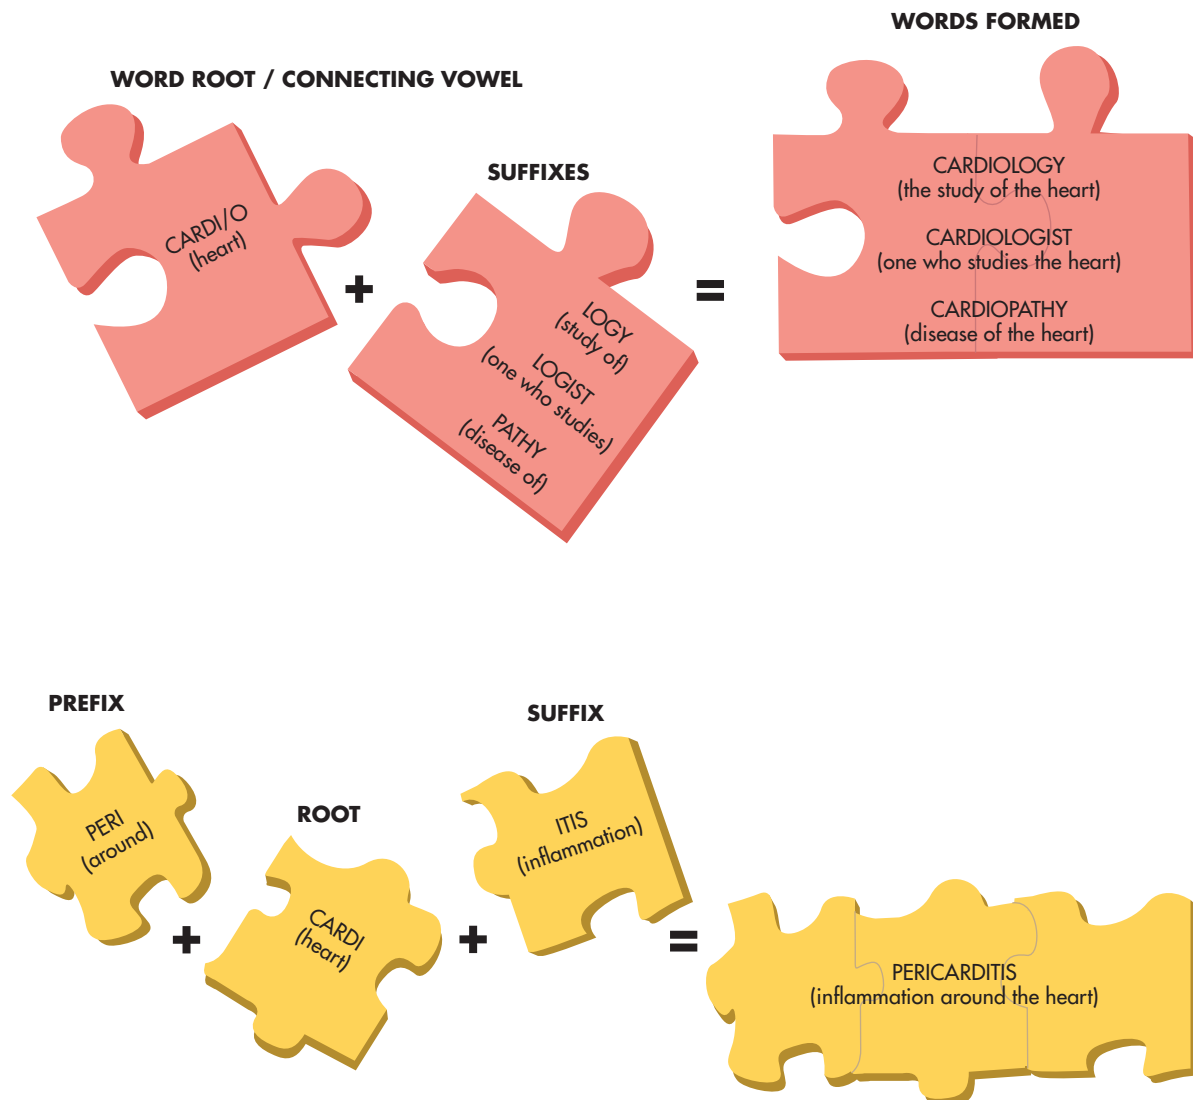 WORD ROOT / CONNECTING VOWEL
CARDI/O
(heart)
+
SUFFIXES
LOGY
(study of)
LOGIST
(one who studies)
PATHY
(disease of)
=
WORDS FORMED
CARDIOLOGY
(the study of the heart)
CARDIOLOGIST
(one who studies the heart)
CARDIOPATHY
(disease of the heart)
PREFIX
PERI
(around)
+
ROOT
CARDI
(heart)
+
SUFFIX
ITIS
(inflammation)
=
PERICARDITIS
(inflammation around the heart)